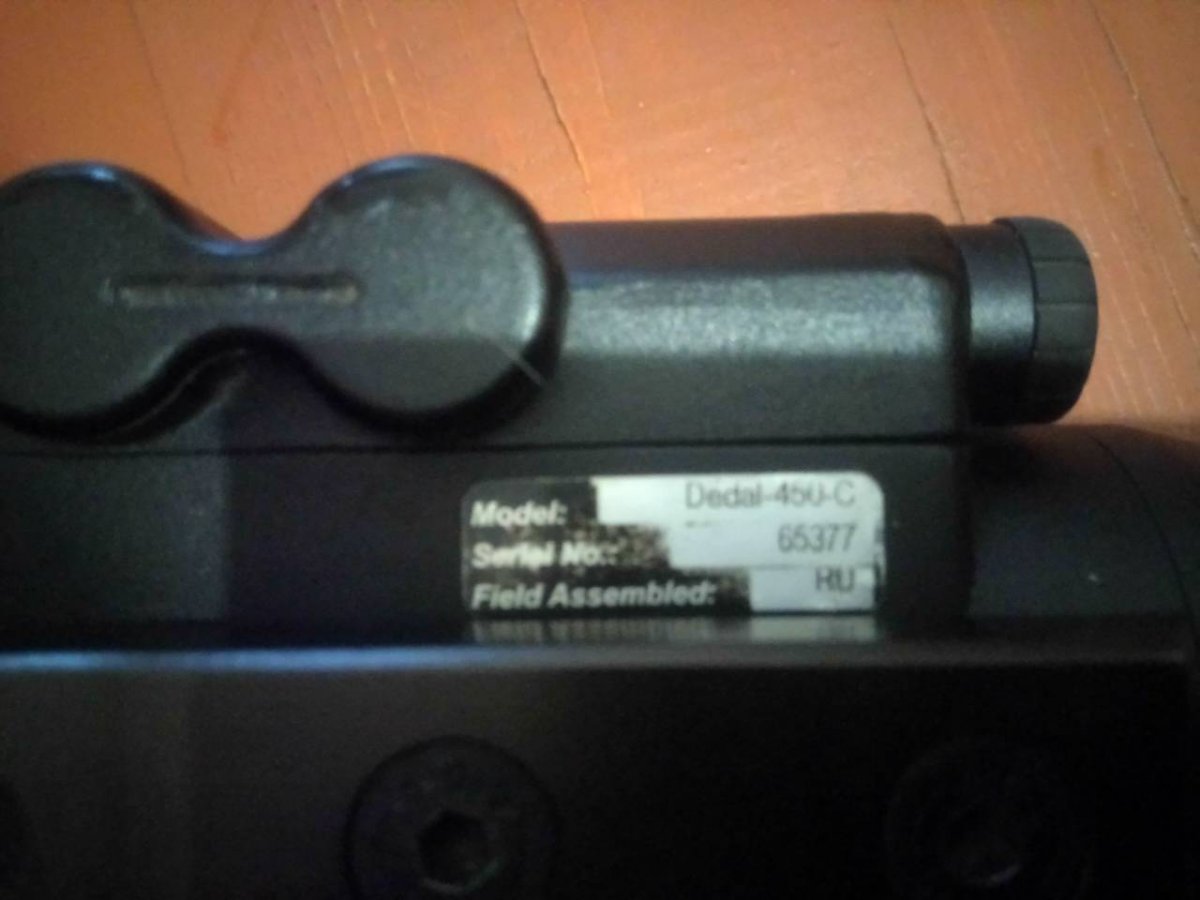 Model: Dedal-450-C
Serial No.: 65377
Field Assembled: RU